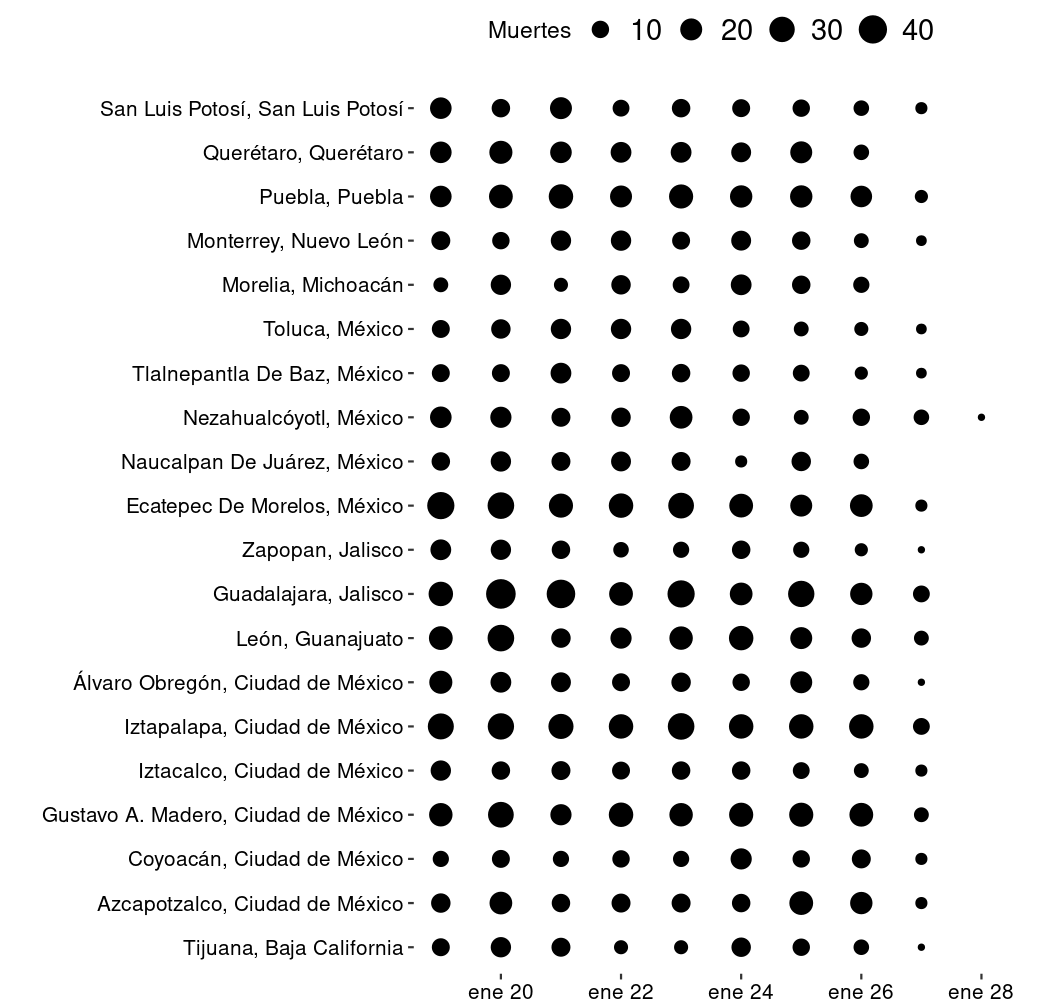 Muertes 10 20 30 40
San Luis Potosí, San Luis Potosí
Querétaro, Querétaro
Puebla, Puebla
Monterrey, Nuevo León
Morelia, Michoacán
Toluca, México
Tlalnepantla De Baz, México
Nezahualcóyotl, México
Naucalpan De Juárez, México
Ecatepec De Morelos, México
Zapopan, Jalisco
Guadalajara, Jalisco
León, Guanajuato
Álvaro Obregón, Ciudad de México
Iztapalapa, Ciudad de México
Iztacalco, Ciudad de México
Gustavo A. Madero, Ciudad de México
Coyoacán, Ciudad de México
Azcapotzalco, Ciudad de México
Tijuana, Baja California
ene 20 ene 22 ene 24 ene 26 ene 28